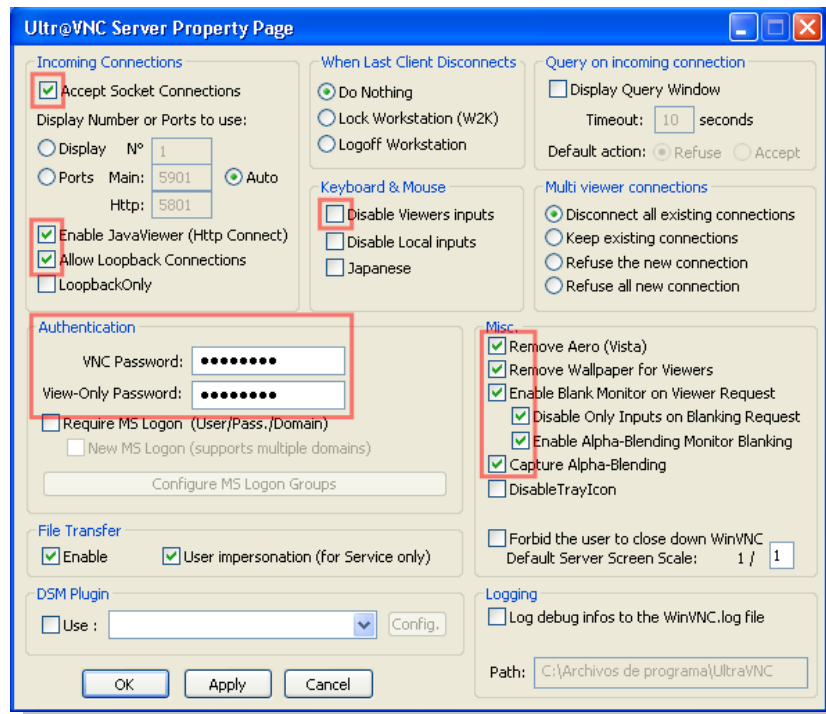 Ultr@VNC Server Property Page
Incoming Connections
Accept Socket Connections
Display Number or Ports to use:
Display Nº 1
Ports Main: 5901 Auto
Http: 5801
Enable JavaViewer (Http Connect)
Allow Loopback Connections
LoopbackOnly
When Last Client Disconnects
Do Nothing
Lock Workstation (W2K)
Logoff Workstation
Query on incoming connection
Display Query Window
Timeout: 10 seconds
Default action: Refuse Accept
Keyboard & Mouse
Disable Viewers inputs
Disable Local inputs
Japanese
Multi viewer connections
Disconnect all existing connections
Keep existing connections
Refuse the new connection
Refuse all new connection
Authentication
VNC Password: ●●●●●●●●
View-Only Password: ●●●●●●●●
Require MS Logon (User/Pass./Domain)
New MS Logon (supports multiple domains)
Configure MS Logon Groups
Misc.
Remove Aero (Vista)
Remove Wallpaper for Viewers
Enable Blank Monitor on Viewer Request
Disable Only Inputs on Blanking Request
Enable Alpha-Blending Monitor Blanking
Capture Alpha-Blending
DisableTrayIcon
Forbid the user to close down WinVNC
Default Server Screen Scale: 1 / 1
File Transfer
Enable User impersonation (for Service only)
DSM Plugin
Use : Config.
Logging
Log debug infos to the WinVNC.log file
Path: C:\Archivos de programa\UltraVNC
OK Apply Cancel